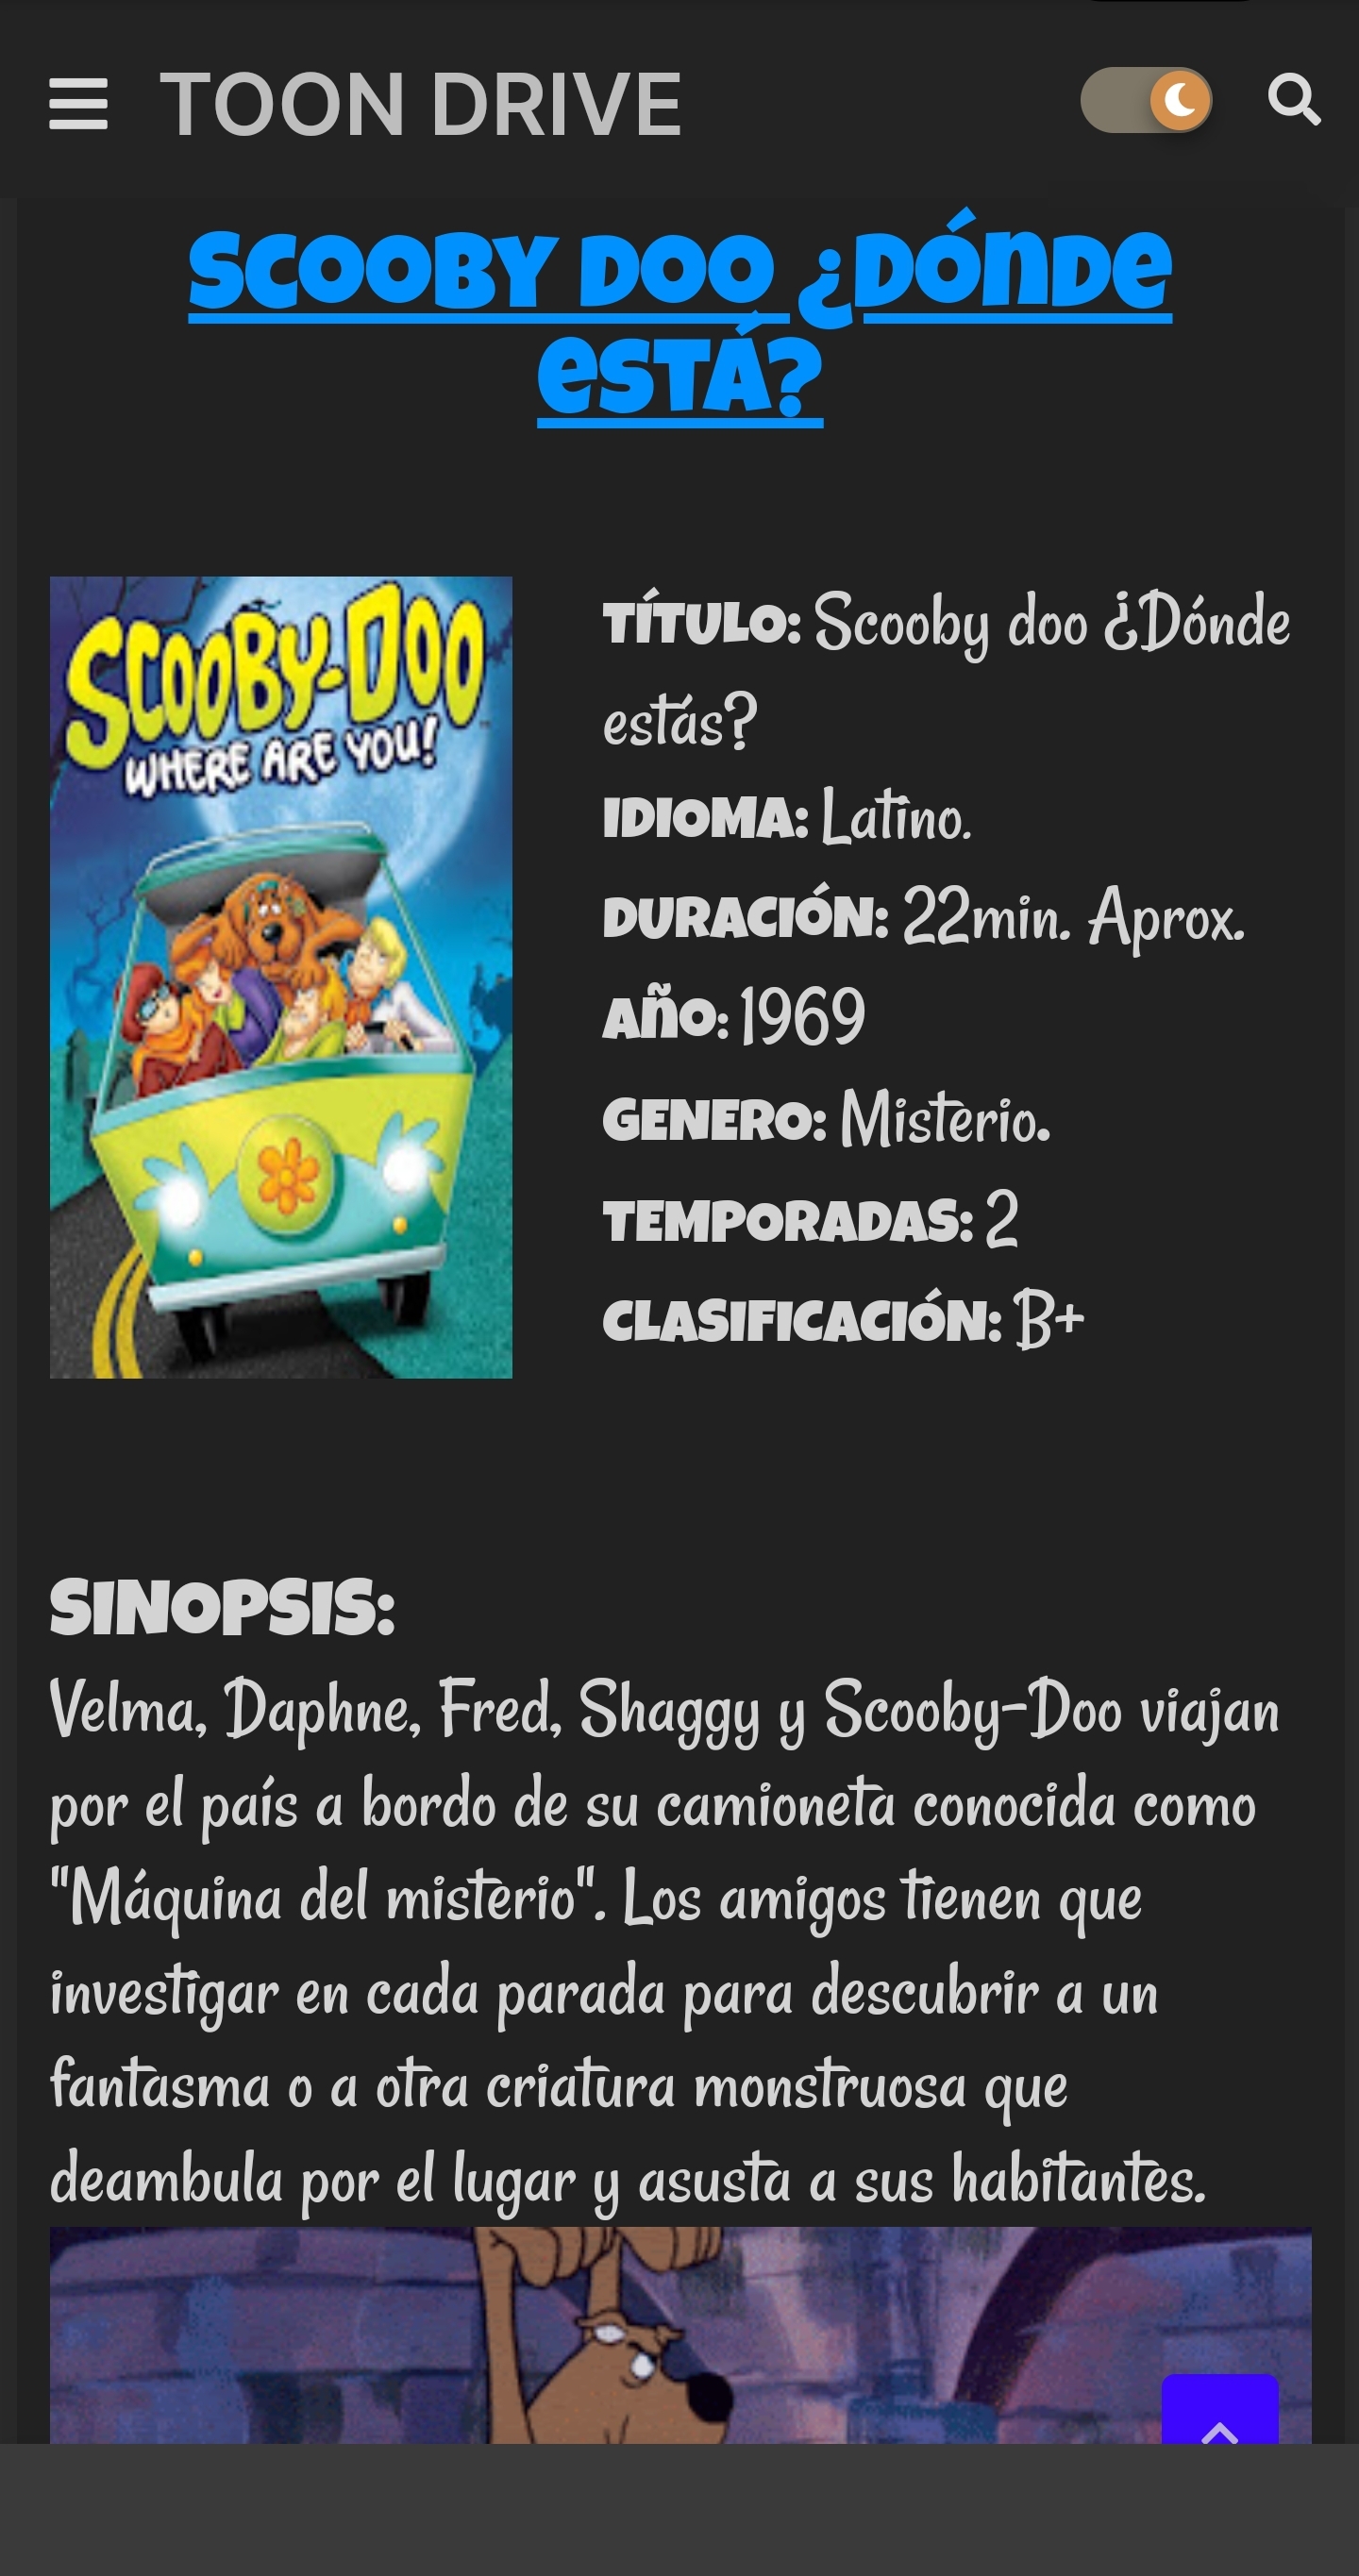 TOON DRIVE
SCOOBY DOO ¿DÓNDE
ESTÁ?
SCOOBY-DOO
WHERE ARE YOU!
TÍTULO: Scooby doo ¿Dónde
estás?
IDIOMA: Latino.
DURACIÓN: 22min. Aprox.
AÑO: 1969
GENERO: Misterio.
TEMPORADAS: 2
CLASIFICACIÓN: B+
SINOPSIS:
Velma, Daphne, Fred, Shaggy y Scooby-Doo viajan
por el país a bordo de su camioneta conocida como
"Máquina del misterio". Los amigos tienen que
investigar en cada parada para descubrir a un
fantasma o a otra criatura monstruosa que
deambula por el lugar y asusta a sus habitantes.